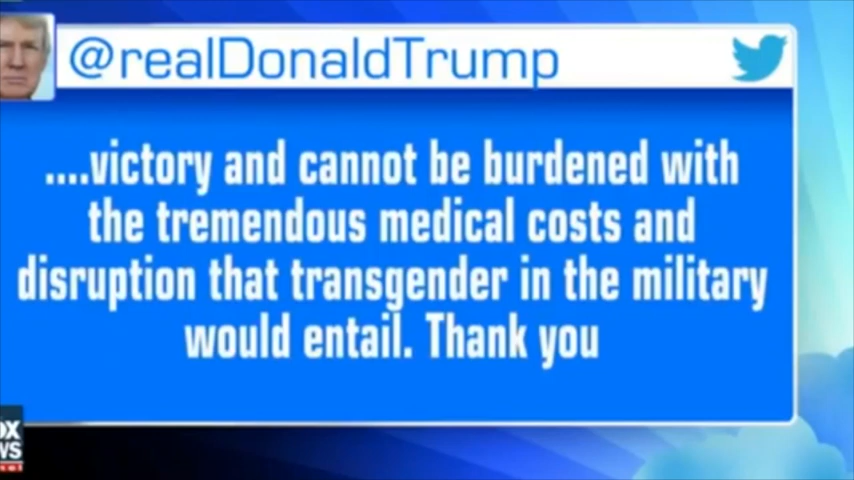 @realDonaldTrump
....victory and cannot be burdened with
the tremendous medical costs and
disruption that transgender in the military
would entail. Thank you